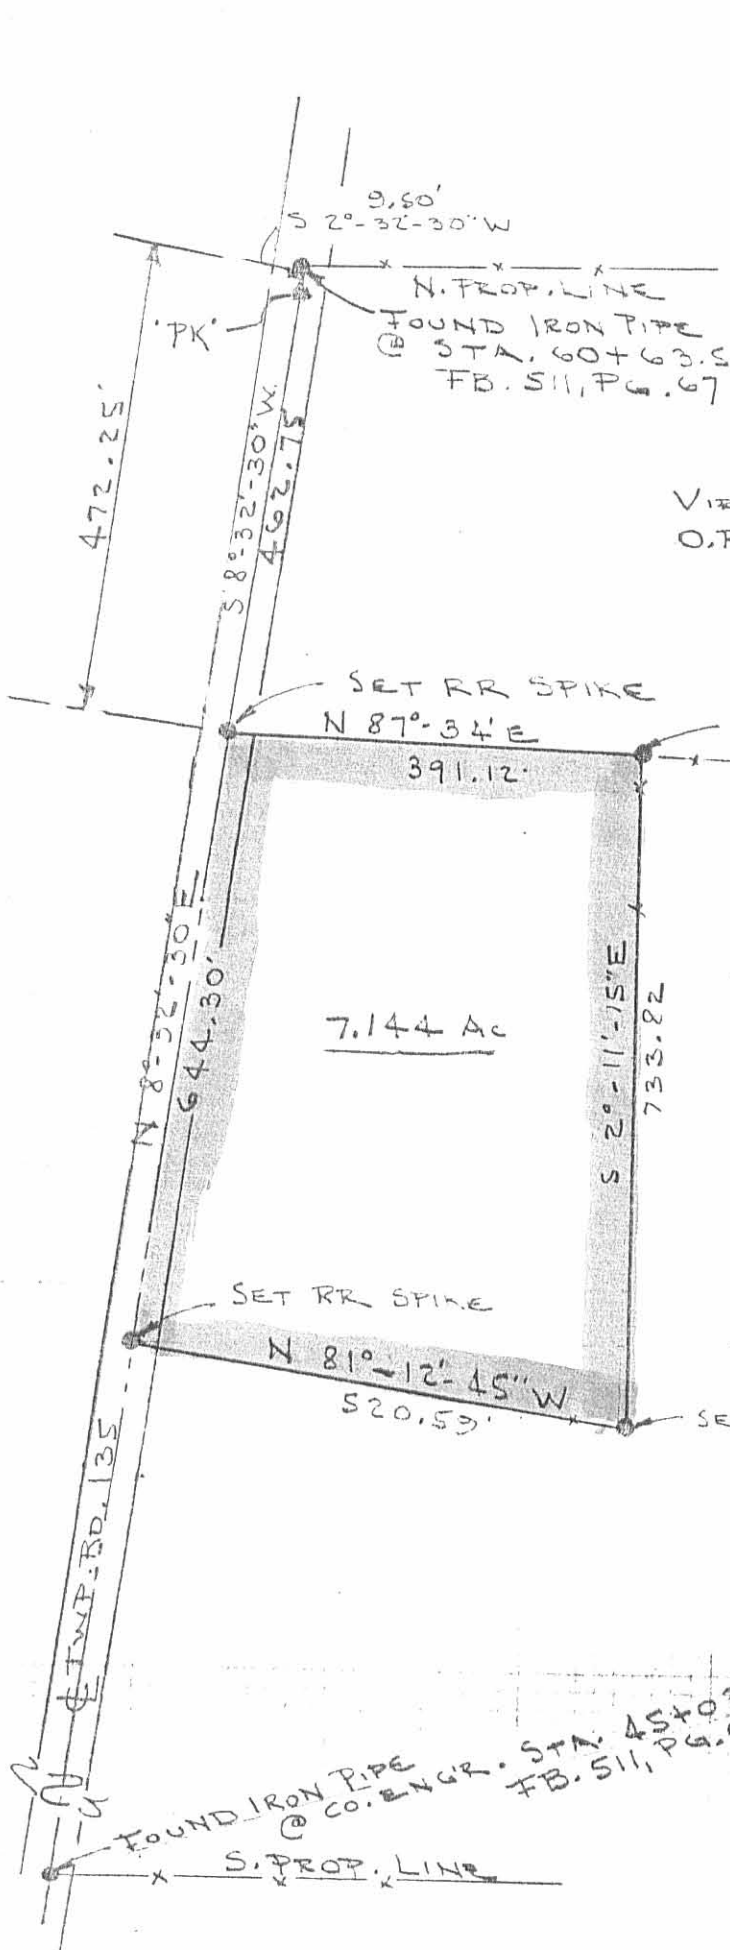 9.50'
S 2°-32'-30" W
N. PROP. LINE
"PK"
FOUND IRON PIPE
@ STA. 60+63.5
FB. 511, PG. 67
472.25'
S 8°-32'-30" W.
462.75
O.R
SET RR SPIKE
N 87°-34' E
391.12'
N 8°-32'-30 E
644.30'
7.144 Ac
S 2°-11'-15" E
733.82
SET RR SPIKE
N 81°-12'-45" W
520.59'
SE
℄ TWP. RD. 135
FOUND IRON PIPE
@ CO. ENGR. STA. 45+03
FB. 511, PG.
S. PROP. LINE